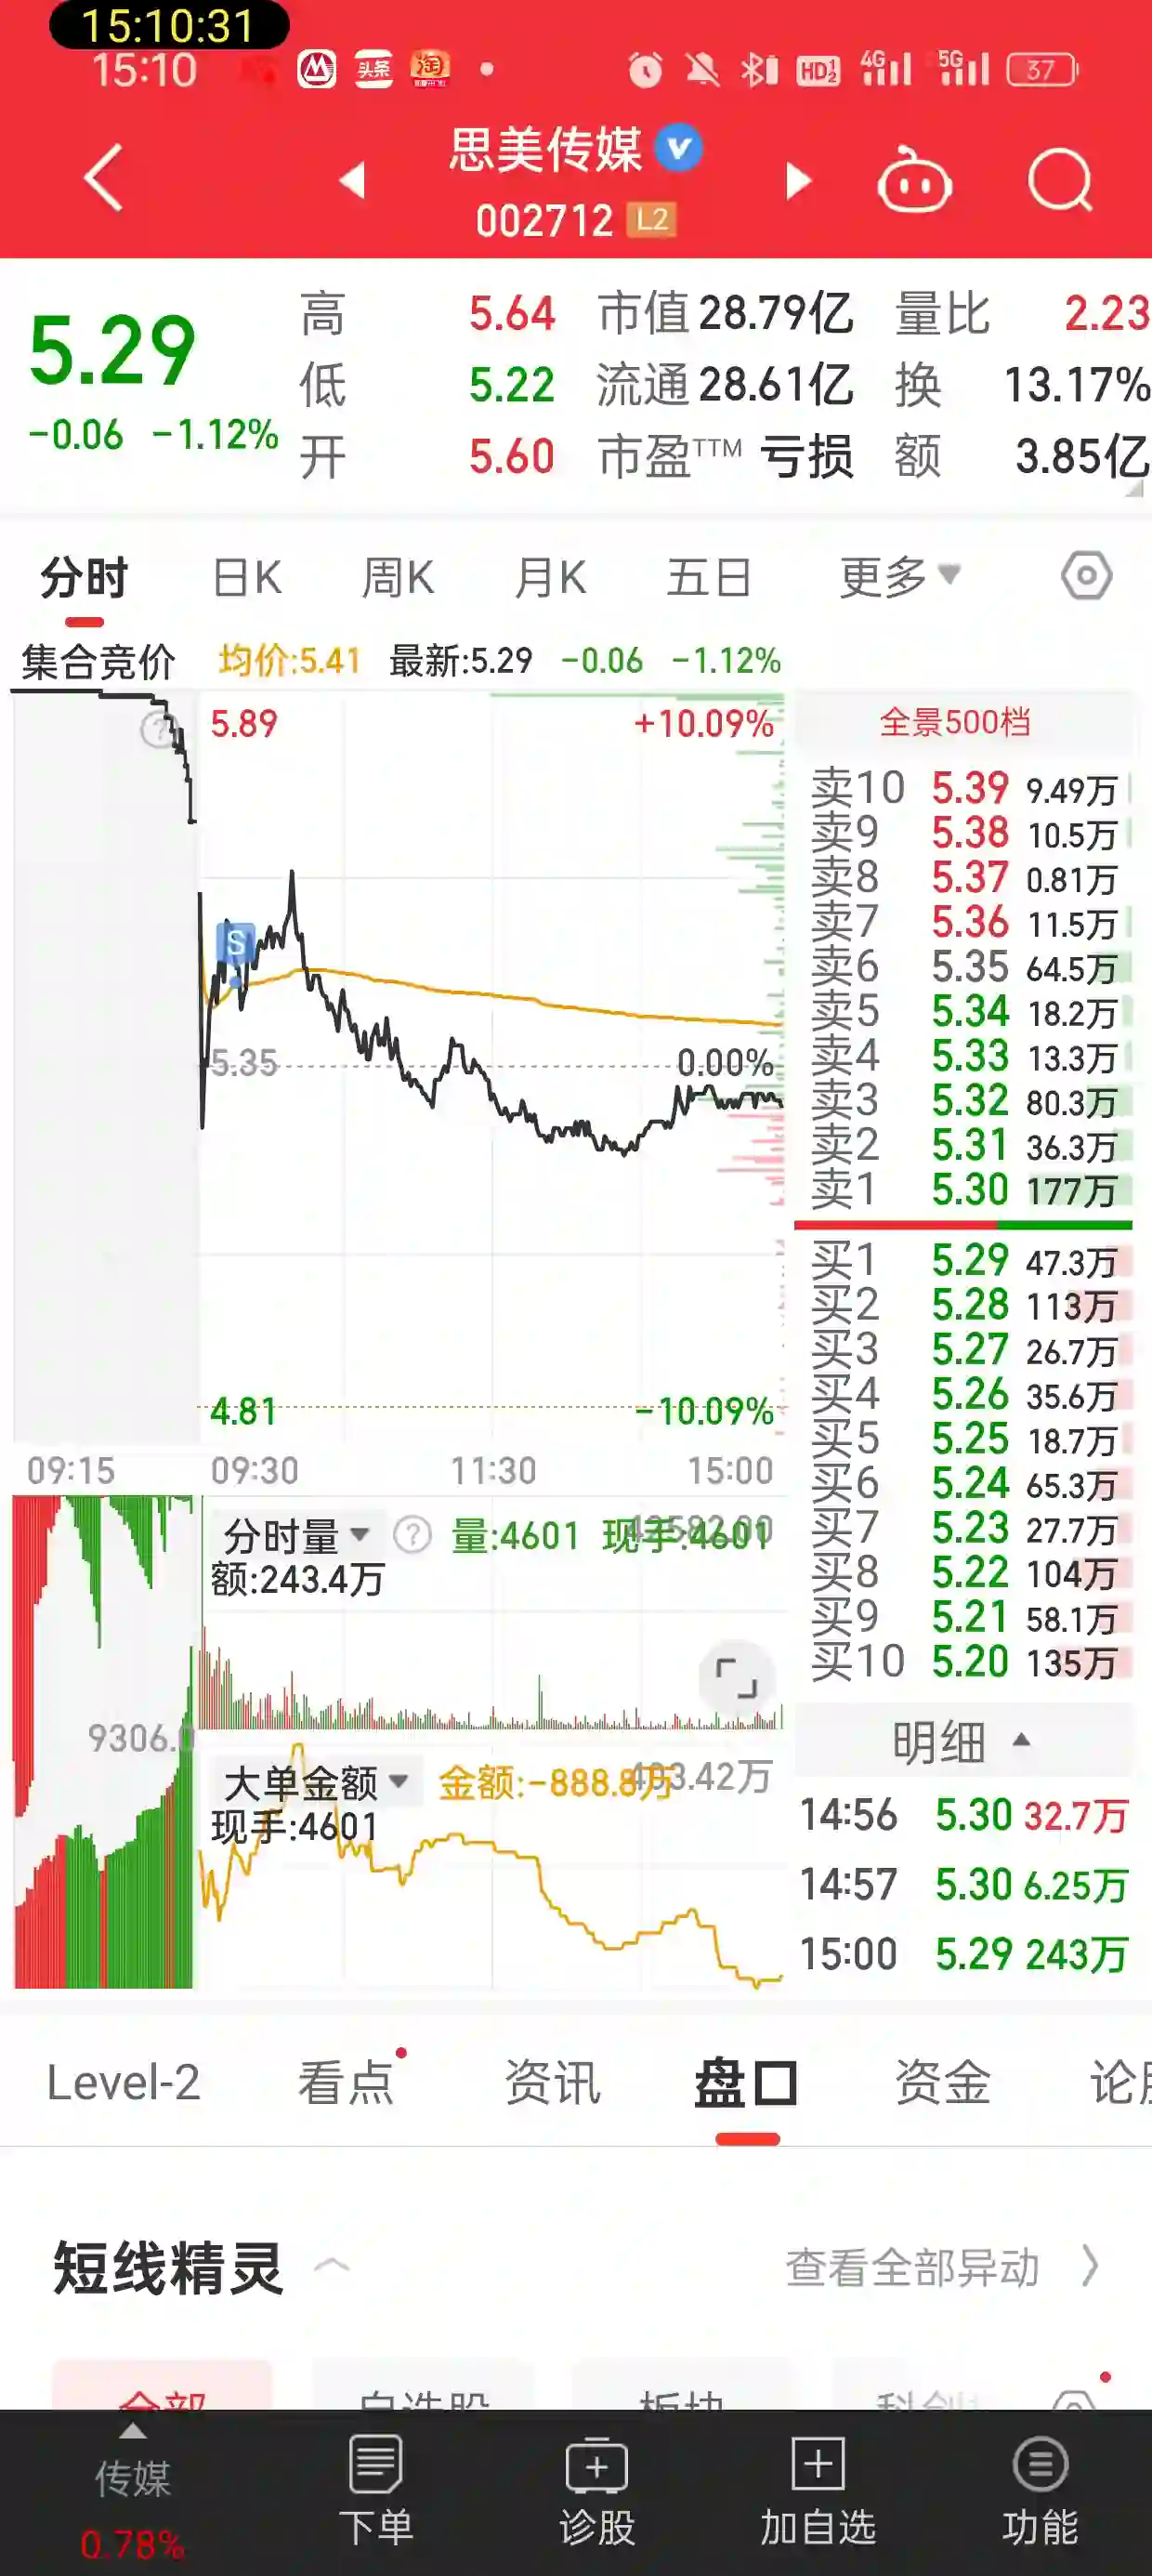 15:10:31
15:10 头条 淘 HD 1 2 4G 5G 37
思美传媒
002712 L2
5.29
-0.06 -1.12%
高 5.64 市值 28.79亿 量比 2.23
低 5.22 流通 28.61亿 换 13.17%
开 5.60 市盈TTM 亏损 额 3.85亿
分时 日K 周K 月K 五日 更多
集合竞价 均价:5.41 最新:5.29 -0.06 -1.12%
5.89 +10.09%
S
5.35 0.00%
4.81 -10.09%
09:15 09:30 11:30 15:00
全景500档
卖10 5.39 9.49万
卖9 5.38 10.5万
卖8 5.37 0.81万
卖7 5.36 11.5万
卖6 5.35 64.5万
卖5 5.34 18.2万
卖4 5.33 13.3万
卖3 5.32 80.3万
卖2 5.31 36.3万
卖1 5.30 177万
买1 5.29 47.3万
买2 5.28 113万
买3 5.27 26.7万
买4 5.26 35.6万
买5 5.25 18.7万
买6 5.24 65.3万
买7 5.23 27.7万
买8 5.22 104万
买9 5.21 58.1万
买10 5.20 135万
分时量 ? 量:4601 现手:4601
额:243.4万
9306.0
大单金额 金额:-888.8万
现手:4601
明细
14:56 5.30 32.7万
14:57 5.30 6.25万
15:00 5.29 243万
Level-2 看点 资讯 盘口 资金 论股
短线精灵 查看全部异动
全部 自选股 板块 科创
传媒 下单 诊股 加自选 功能
0.78%